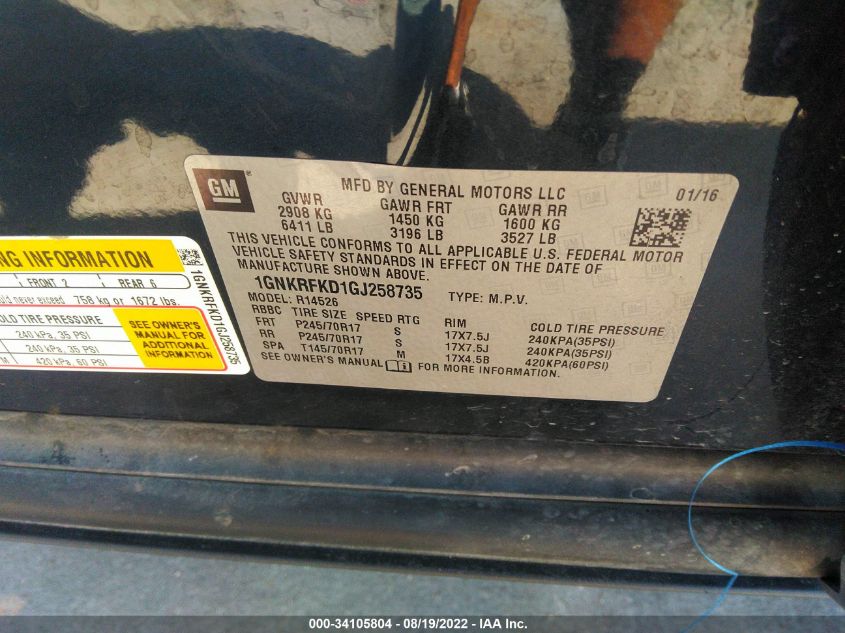 GM
MFD BY GENERAL MOTORS LLC 01/16
GVWR GAWR FRT GAWR RR
2908 KG 1450 KG 1600 KG
6411 LB 3196 LB 3527 LB
THIS VEHICLE CONFORMS TO ALL APPLICABLE U.S. FEDERAL MOTOR
VEHICLE SAFETY STANDARDS IN EFFECT ON THE DATE OF
MANUFACTURE SHOWN ABOVE.
1GNKRFKD1GJ258735 TYPE: M.P.V.
MODEL: R14526
RBBC TIRE SIZE SPEED RTG RIM COLD TIRE PRESSURE
FRT P245/70R17 S 17X7.5J 240KPA(35PSI)
RR P245/70R17 S 17X7.5J 240KPA(35PSI)
SPA T145/70R17 M 17X4.5B 420KPA(60PSI)
SEE OWNER'S MANUAL FOR MORE INFORMATION.
ING INFORMATION
FRONT 2 REAR 6
never exceed 758 kg or 1672 lbs.
COLD TIRE PRESSURE
240 kPa, 35 PSI
240 kPa, 35 PSI
M 420 kPa, 60 PSI
SEE OWNER'S
MANUAL FOR
ADDITIONAL
INFORMATION
1GNKRFKD1GJ258735
000-34105804 - 08/19/2022 - IAA Inc.